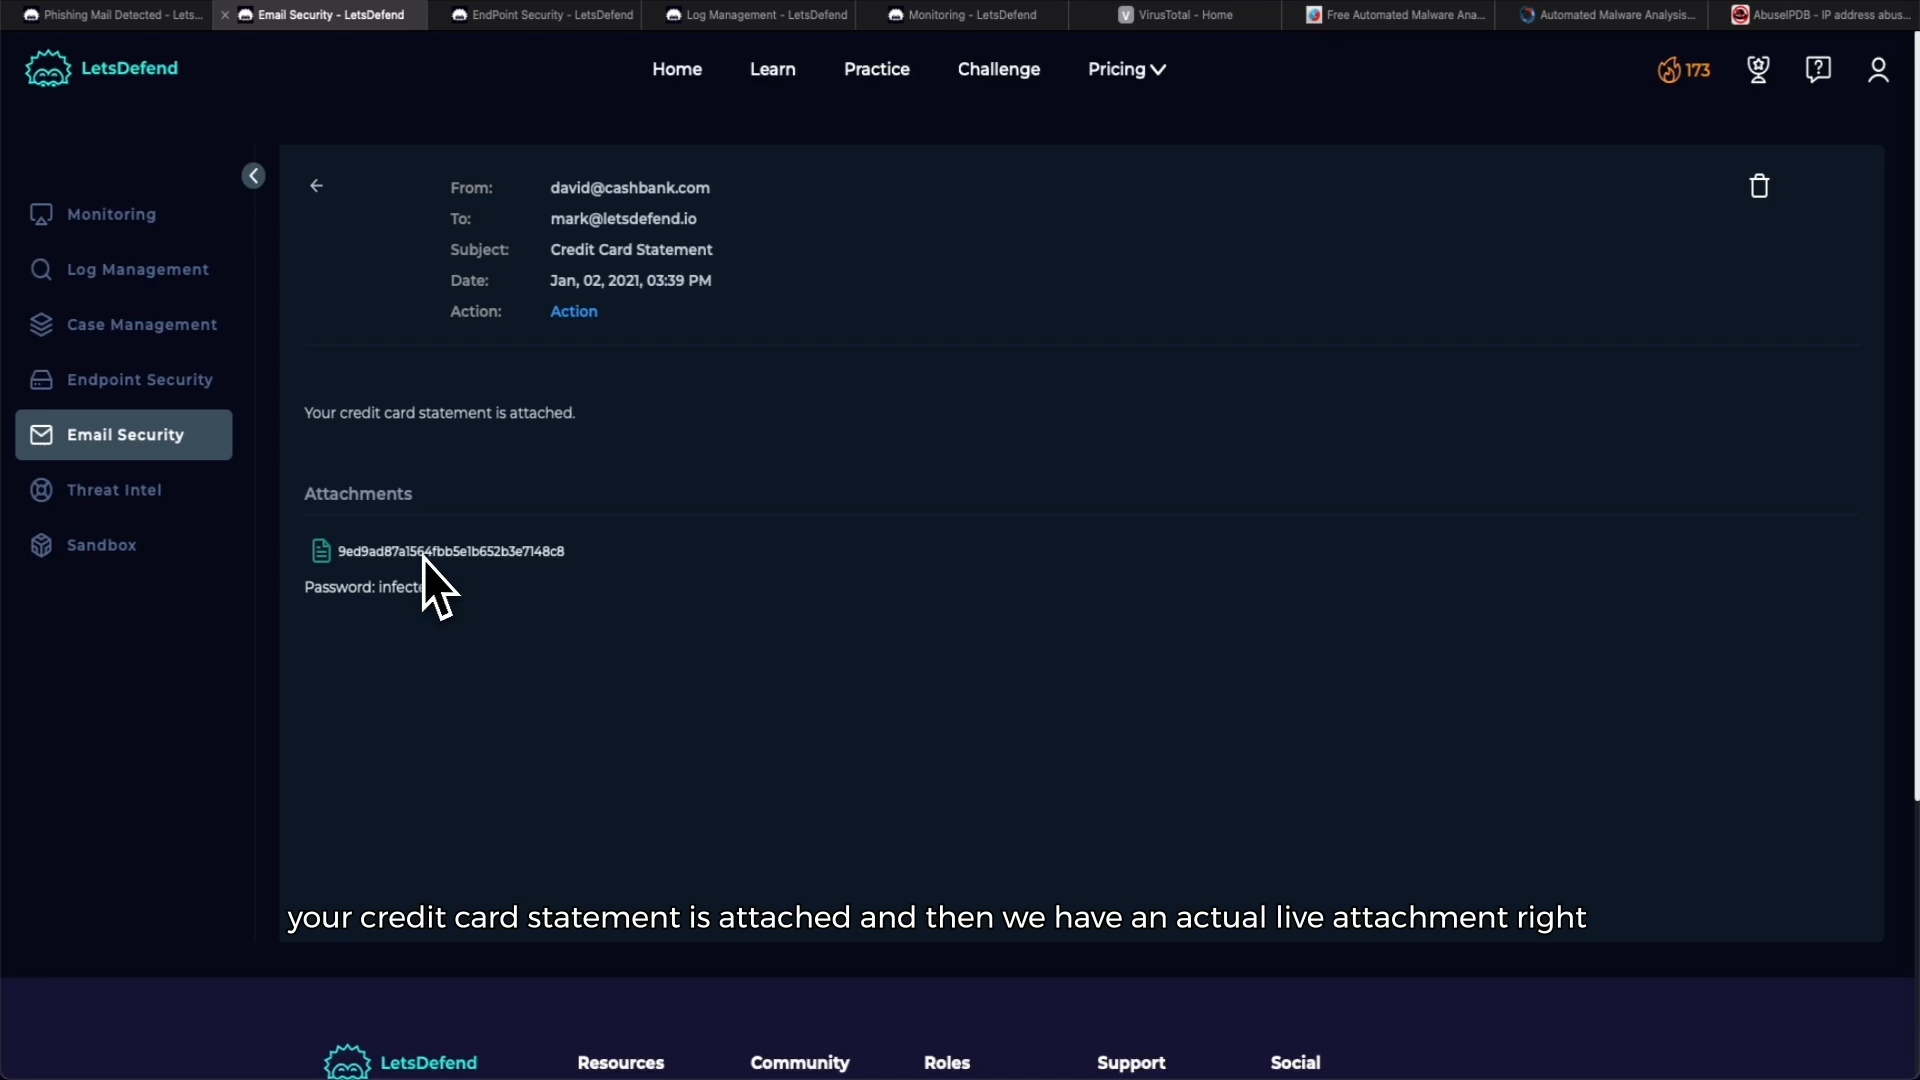 Phishing Mail Detected - Lets...
Email Security - LetsDefend
EndPoint Security - LetsDefend
Log Management - LetsDefend
Monitoring - LetsDefend
VirusTotal - Home
Free Automated Malware Ana...
Automated Malware Analysis...
AbuseIPDB - IP address abus...
LetsDefend
Home
Learn
Practice
Challenge
Pricing
173
Monitoring
Log Management
Case Management
Endpoint Security
Email Security
Threat Intel
Sandbox
From: david@cashbank.com
To: mark@letsdefend.io
Subject: Credit Card Statement
Date: Jan, 02, 2021, 03:39 PM
Action: Action
Your credit card statement is attached.
Attachments
9ed9ad87a1564fbb5e1b652b3e7148c8
Password:
your credit card statement is attached and then we have an actual live attachment right
LetsDefend
Resources
Community
Roles
Support
Social